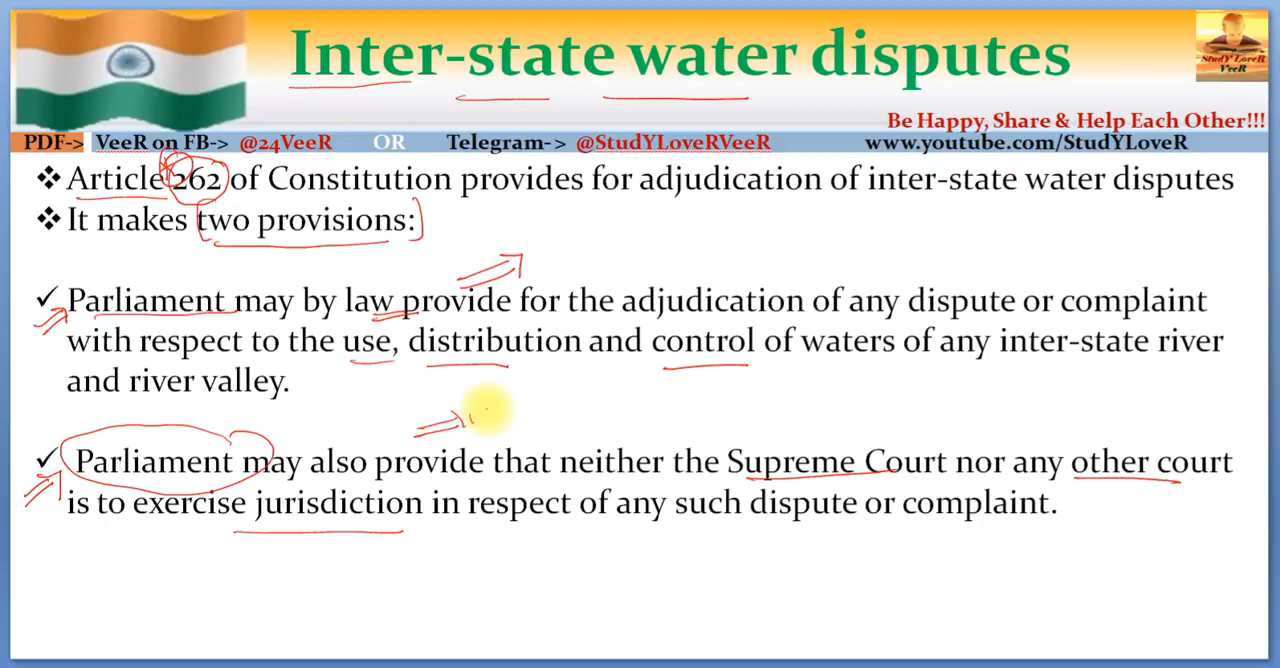 Inter-state water disputes
StudY LoveR
VeeR
Be Happy, Share & Help Each Other!!!
PDF-> VeeR on FB-> @24VeeR OR Telegram-> @StudYLoveRVeeR www.youtube.com/StudYLoveR
❖ Article 262 of Constitution provides for adjudication of inter-state water disputes
❖ It makes two provisions:
✓ Parliament may by law provide for the adjudication of any dispute or complaint
with respect to the use, distribution and control of waters of any inter-state river
and river valley.
✓ Parliament may also provide that neither the Supreme Court nor any other court
is to exercise jurisdiction in respect of any such dispute or complaint.